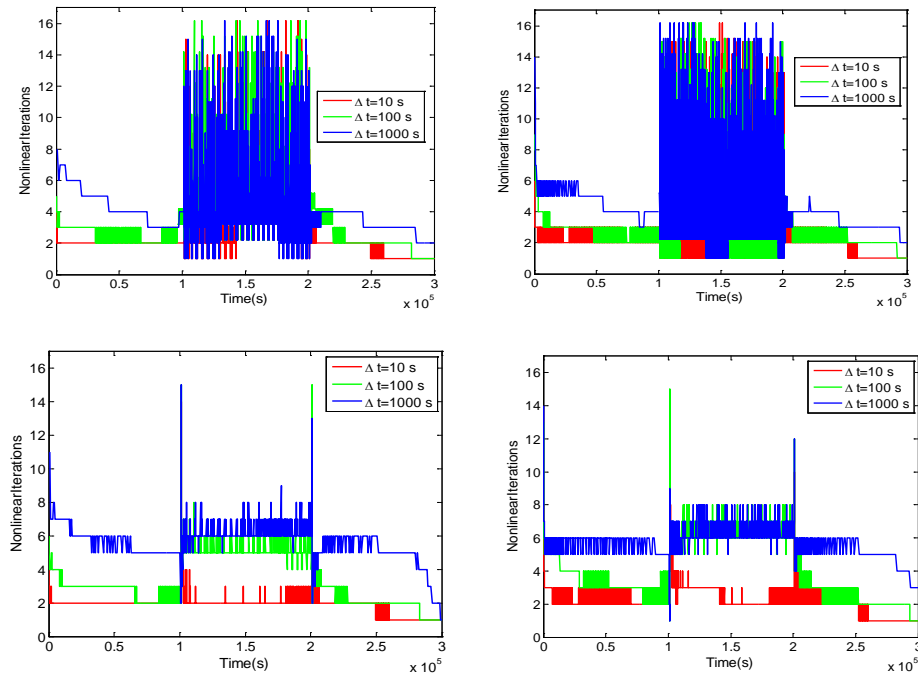 16
14
12
10
8
6
4
2
0
NonlinearIterations
Δ t=10 s
Δ t=100 s
Δ t=1000 s
0 0.5 1 1.5 2 2.5 3
Time(s)
x 10^5
16
14
12
10
8
6
4
2
0
NonlinearIterations
Δ t=10 s
Δ t=100 s
Δ t=1000 s
0 0.5 1 1.5 2 2.5 3
Time(s)
x 10^5
16
14
12
10
8
6
4
2
0
NonlinearIterations
Δ t=10 s
Δ t=100 s
Δ t=1000 s
0 0.5 1 1.5 2 2.5 3
Time(s)
x 10^5
16
14
12
10
8
6
4
2
0
NonlinearIterations
Δ t=10 s
Δ t=100 s
Δ t=1000 s
0 0.5 1 1.5 2 2.5 3
Time(s)
x 10^5